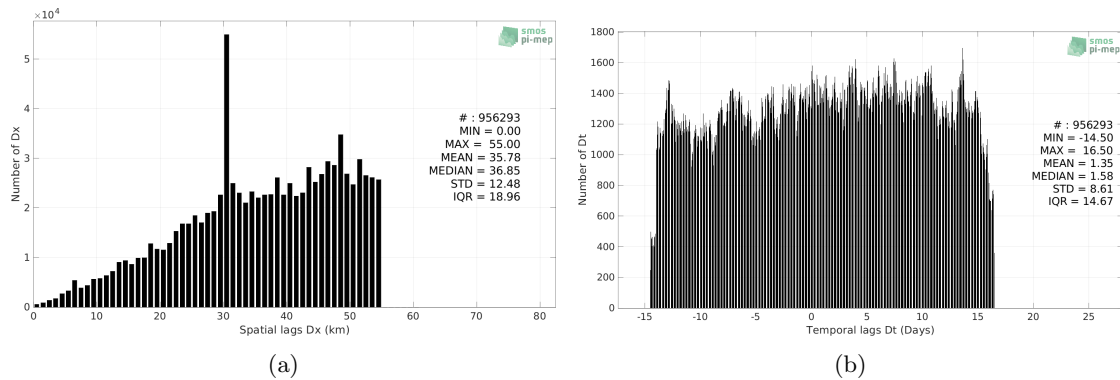 ×10⁴
smos
pi-mep
5
4
3
2
1
0
Number of Dx
# : 956293
MIN = 0.00
MAX = 55.00
MEAN = 35.78
MEDIAN = 36.85
STD = 12.48
IQR = 18.96
0 10 20 30 40 50 60 70 80
Spatial lags Dx (km)
(a)
smos
pi-mep
1800
1600
1400
1200
1000
800
600
400
200
0
Number of Dt
# : 956293
MIN = -14.50
MAX = 16.50
MEAN = 1.35
MEDIAN = 1.58
STD = 8.61
IQR = 14.67
-15 -10 -5 0 5 10 15 20 25
Temporal lags Dt (Days)
(b)